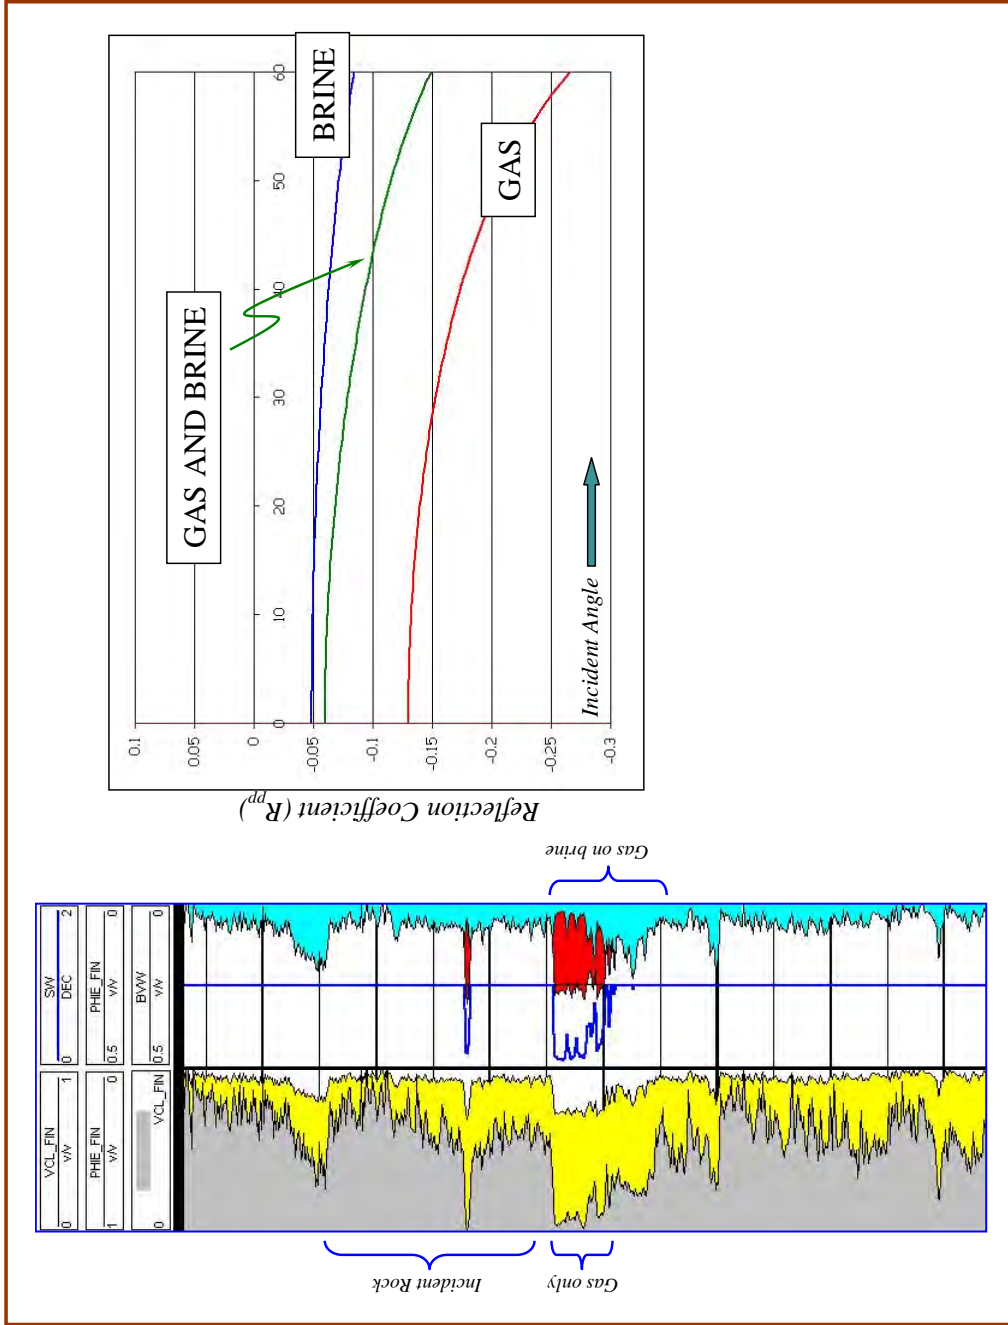 SW
0 DEC 2
PHIE_FIN
0.5 v/v 0
BVW
0.5 v/v 0
VCL_FIN
0 v/v 1
PHIE_FIN
1 v/v 0
0 VCL_FIN
Incident Rock
Gas only
Gas on brine
GAS AND BRINE
BRINE
GAS
Reflection Coefficient (Rpp)
0.1
0.05
0
-0.05
-0.1
-0.15
-0.2
-0.25
-0.3
0 10 20 30 40 50 60
Incident Angle